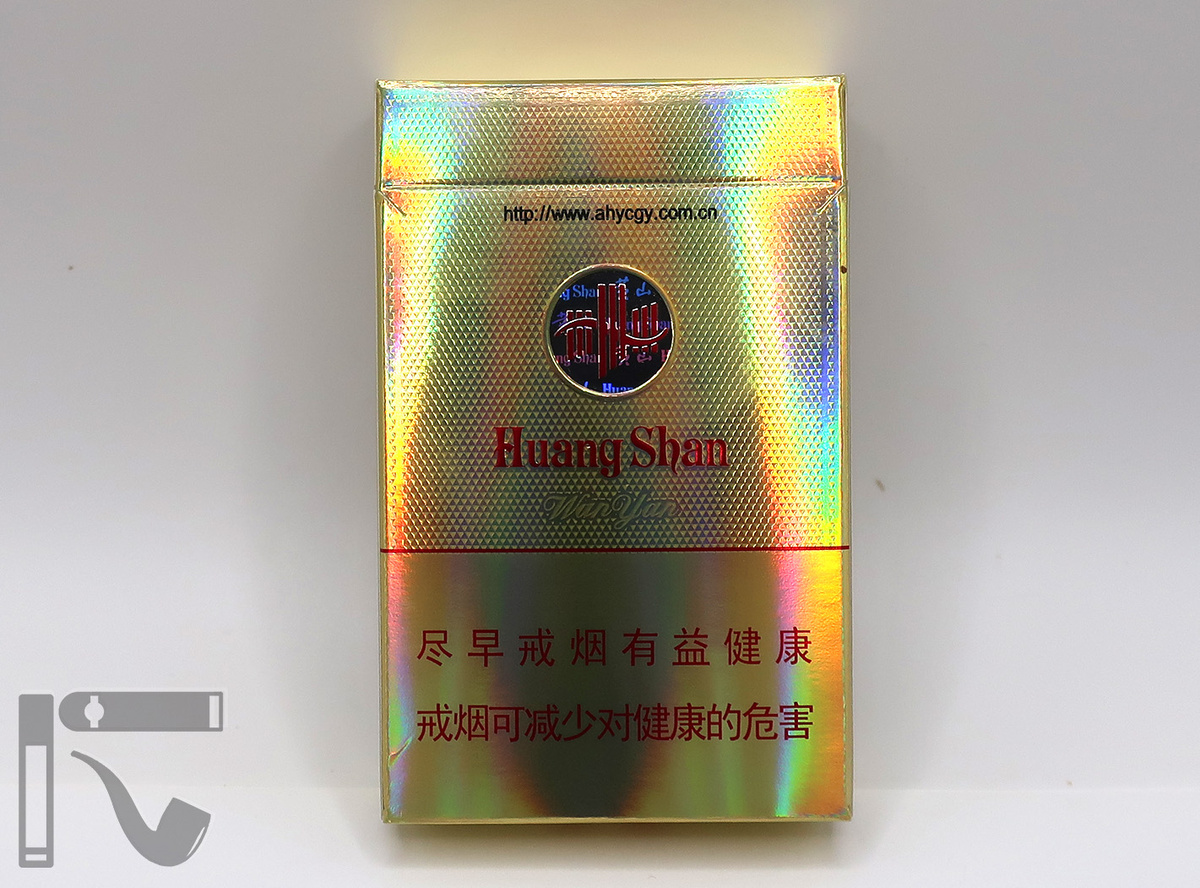 http://www.ahycgy.com.cn
Huang Shan
WanYan
尽早戒烟有益健康
戒烟可减少对健康的危害